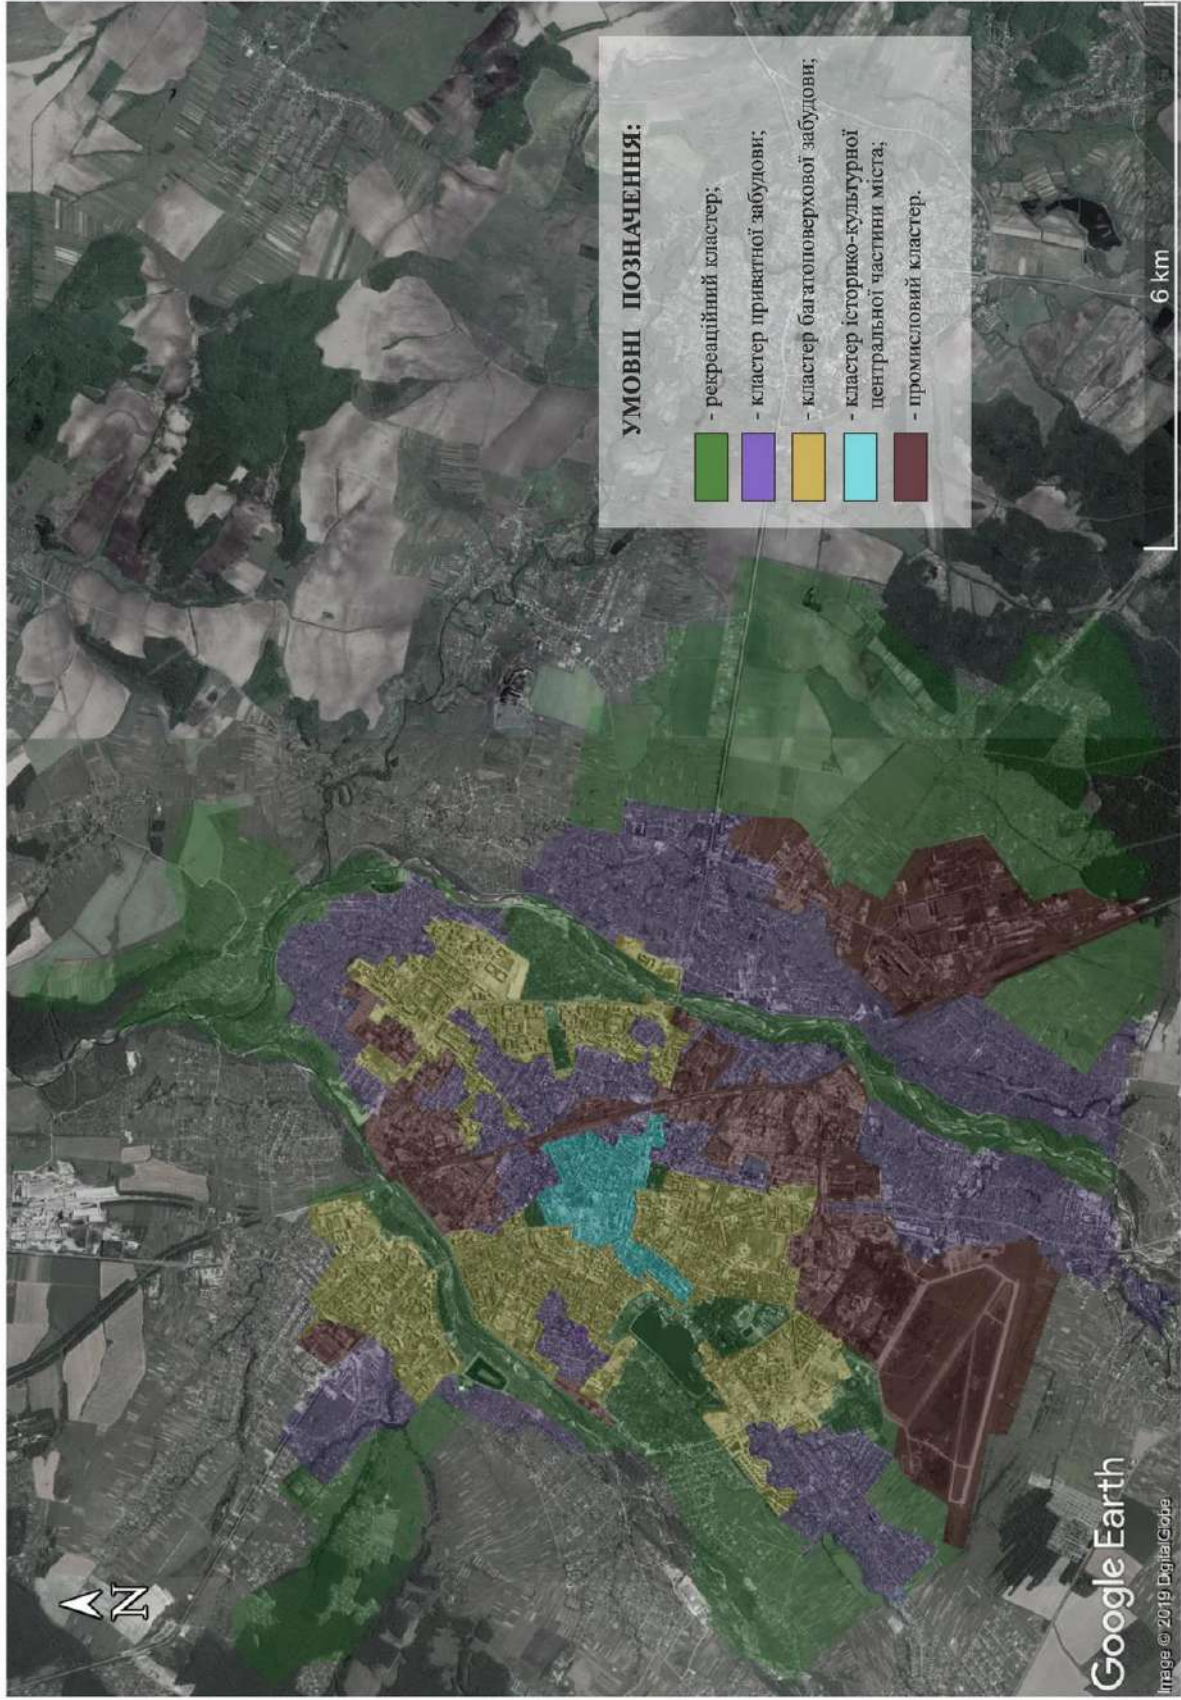 N
УМОВНІ ПОЗНАЧЕННЯ:
- рекреаційний кластер;
- кластер приватної забудови;
- кластер багатоповерхової забудови;
- кластер історико-культурної
центральної частини міста;
- промисловий кластер.
Google Earth
Image © 2019 DigitalGlobe
6 km